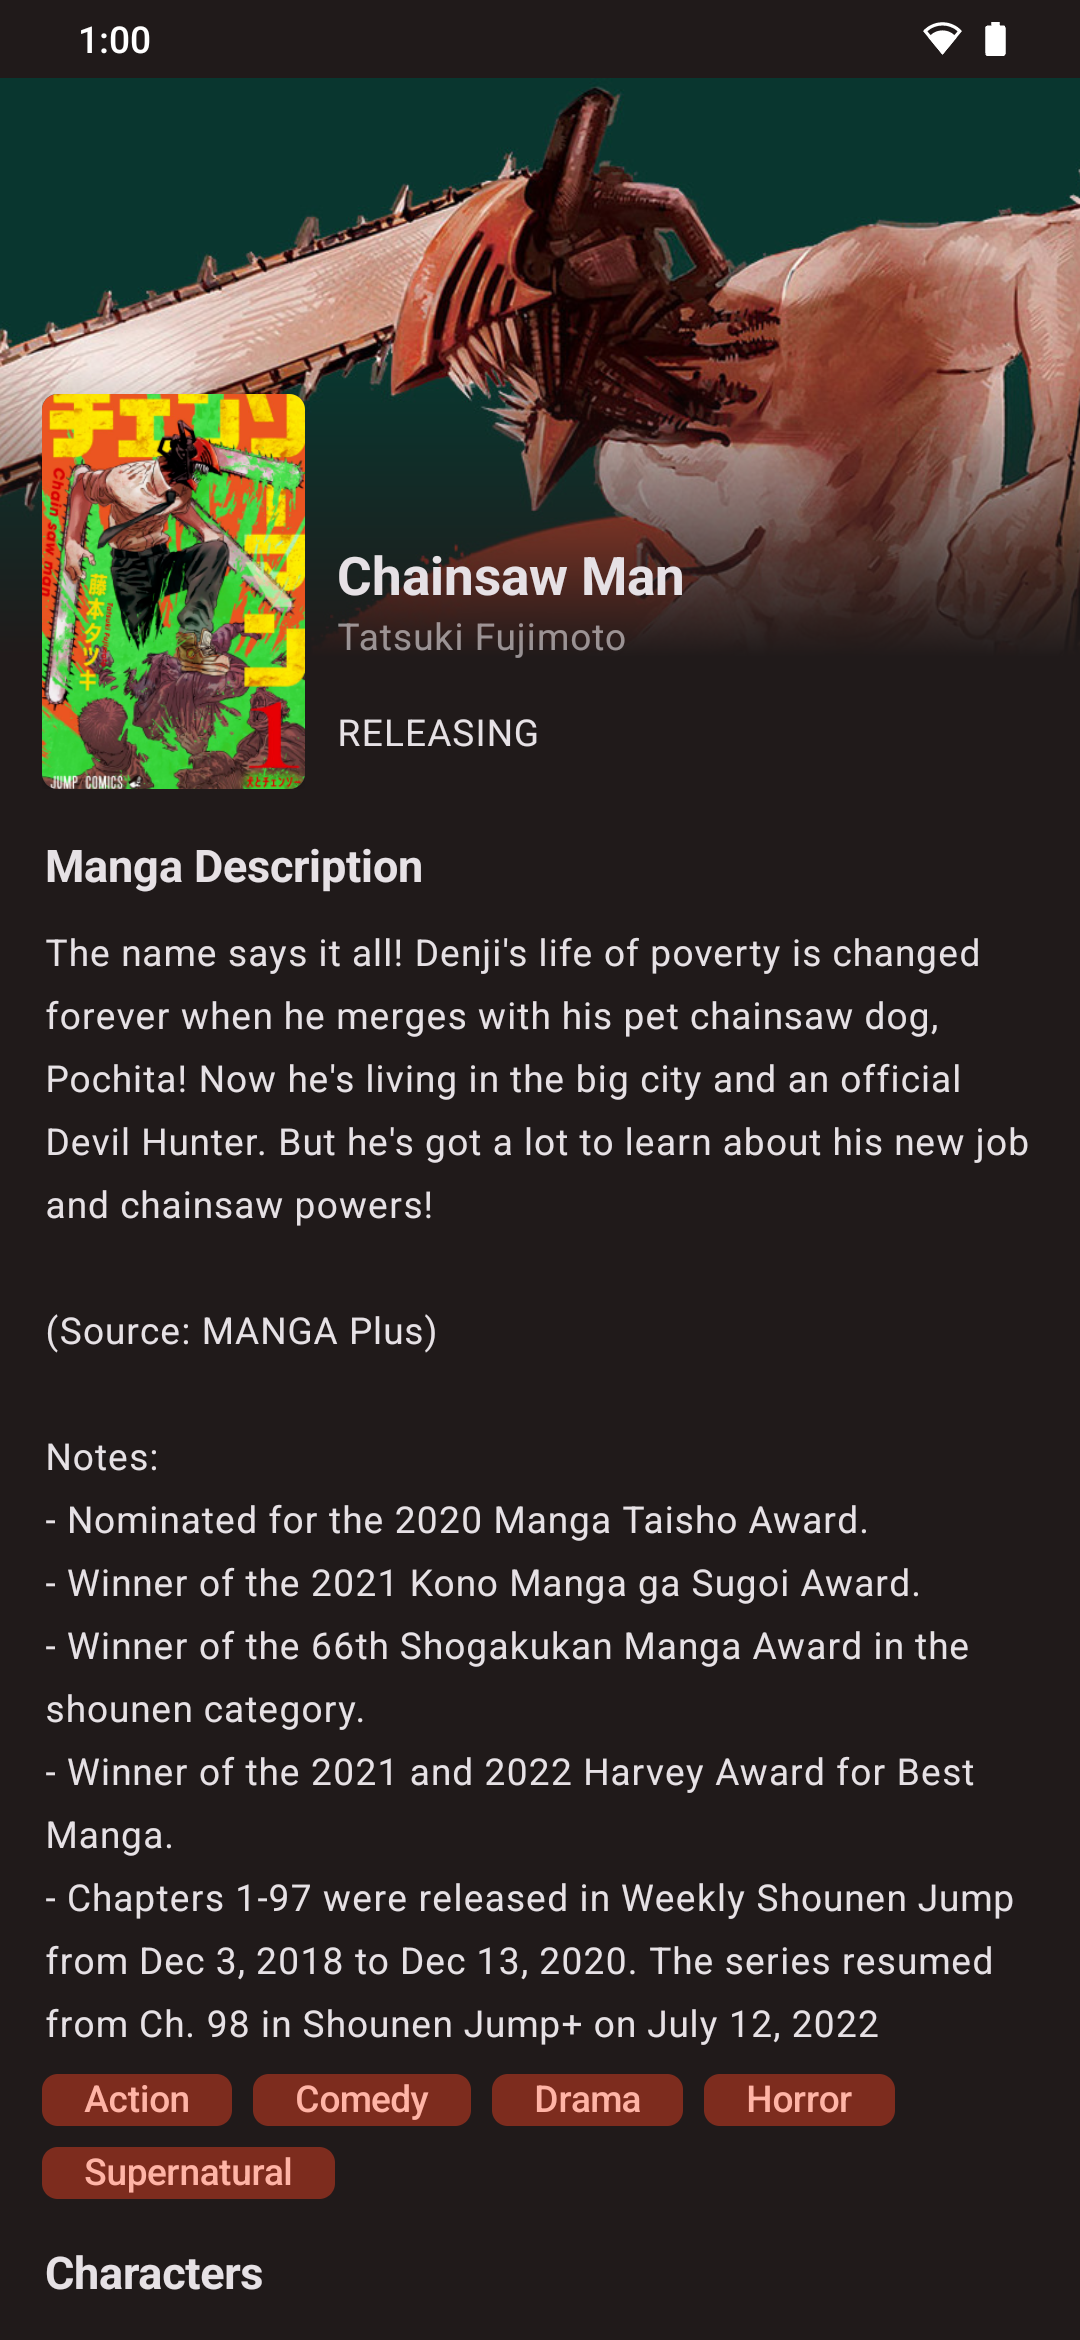 1:00
チェンソーマン
Chain saw man
藤本タツキ
1
JUMP COMICS
Chainsaw Man
Tatsuki Fujimoto
RELEASING
Manga Description
The name says it all! Denji's life of poverty is changed
forever when he merges with his pet chainsaw dog,
Pochita! Now he's living in the big city and an official
Devil Hunter. But he's got a lot to learn about his new job
and chainsaw powers!
(Source: MANGA Plus)
Notes:
- Nominated for the 2020 Manga Taisho Award.
- Winner of the 2021 Kono Manga ga Sugoi Award.
- Winner of the 66th Shogakukan Manga Award in the
shounen category.
- Winner of the 2021 and 2022 Harvey Award for Best
Manga.
- Chapters 1-97 were released in Weekly Shounen Jump
from Dec 3, 2018 to Dec 13, 2020. The series resumed
from Ch. 98 in Shounen Jump+ on July 12, 2022
Action
Comedy
Drama
Horror
Supernatural
Characters